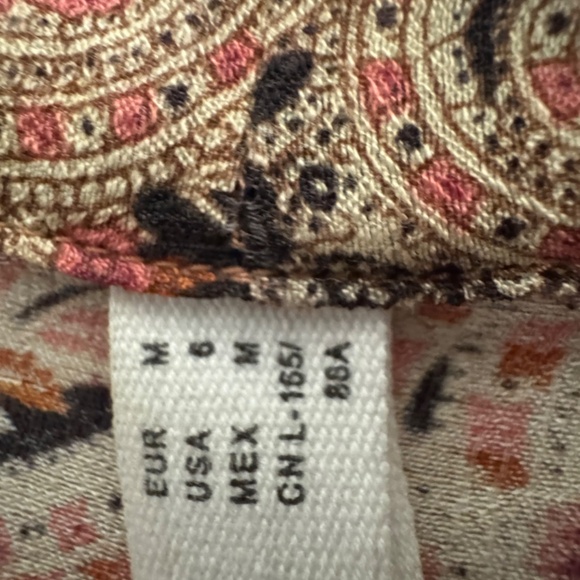 EUR M
USA 6
MEX M
CN L-165/
88A